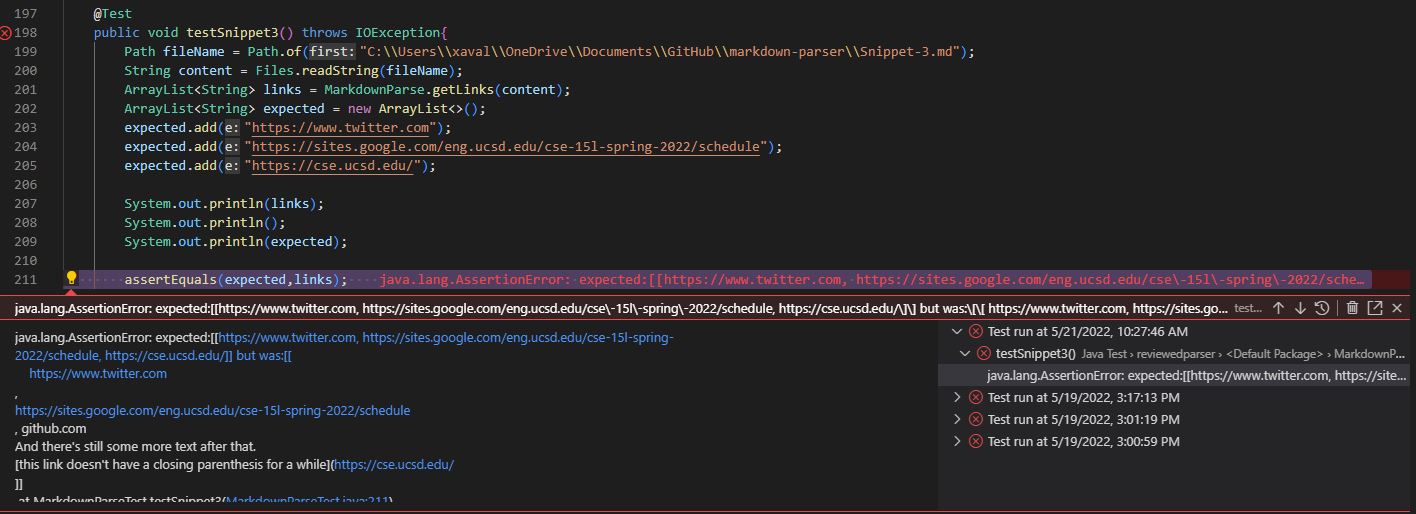 197 @Test
198 public void testSnippet3() throws IOException{
199 Path fileName = Path.of(first: "C:\\Users\\xaval\\OneDrive\\Documents\\GitHub\\markdown-parser\\Snippet-3.md");
200 String content = Files.readString(fileName);
201 ArrayList<String> links = MarkdownParse.getLinks(content);
202 ArrayList<String> expected = new ArrayList<>();
203 expected.add(e: "https://www.twitter.com");
204 expected.add(e: "https://sites.google.com/eng.ucsd.edu/cse-15l-spring-2022/schedule");
205 expected.add(e: "https://cse.ucsd.edu/");
206
207 System.out.println(links);
208 System.out.println();
209 System.out.println(expected);
210
211 assertEquals(expected,links); java.lang.AssertionError: expected:[[https://www.twitter.com, https://sites.google.com/eng.ucsd.edu/cse\-15l\-spring\-2022/sche…
java.lang.AssertionError: expected:[[https://www.twitter.com, https://sites.google.com/eng.ucsd.edu/cse\-15l\-spring\-2022/schedule, https://cse.ucsd.edu/\]\] but was:\[\[ https://www.twitter.com, https://sites.go... test...
java.lang.AssertionError: expected:[[https://www.twitter.com, https://sites.google.com/eng.ucsd.edu/cse-15l-spring-
2022/schedule, https://cse.ucsd.edu/]] but was:[[
https://www.twitter.com
,
https://sites.google.com/eng.ucsd.edu/cse-15l-spring-2022/schedule
, github.com
And there's still some more text after that.
[this link doesn't have a closing parenthesis for a while](https://cse.ucsd.edu/
]]
at MarkdownParseTest.testSnippet3(MarkdownParseTest.java:211)
Test run at 5/21/2022, 10:27:46 AM
testSnippet3() Java Test › reviewedparser › <Default Package> › MarkdownP...
java.lang.AssertionError: expected:[[https://www.twitter.com, https://site...
Test run at 5/19/2022, 3:17:13 PM
Test run at 5/19/2022, 3:01:19 PM
Test run at 5/19/2022, 3:00:59 PM